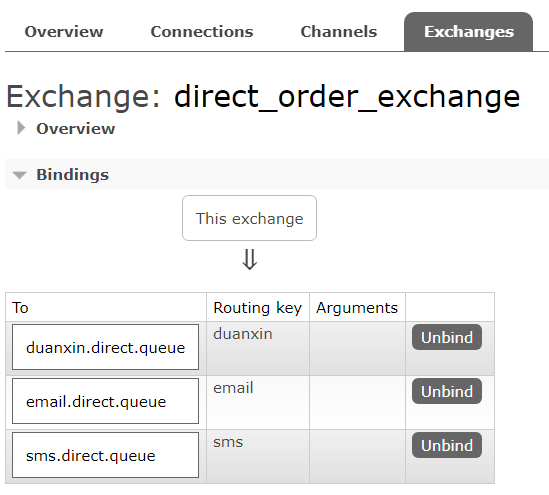 Overview Connections Channels Exchanges
Exchange: direct_order_exchange
Overview
Bindings
This exchange
⇓
To Routing key Arguments
duanxin.direct.queue duanxin Unbind
email.direct.queue email Unbind
sms.direct.queue sms Unbind